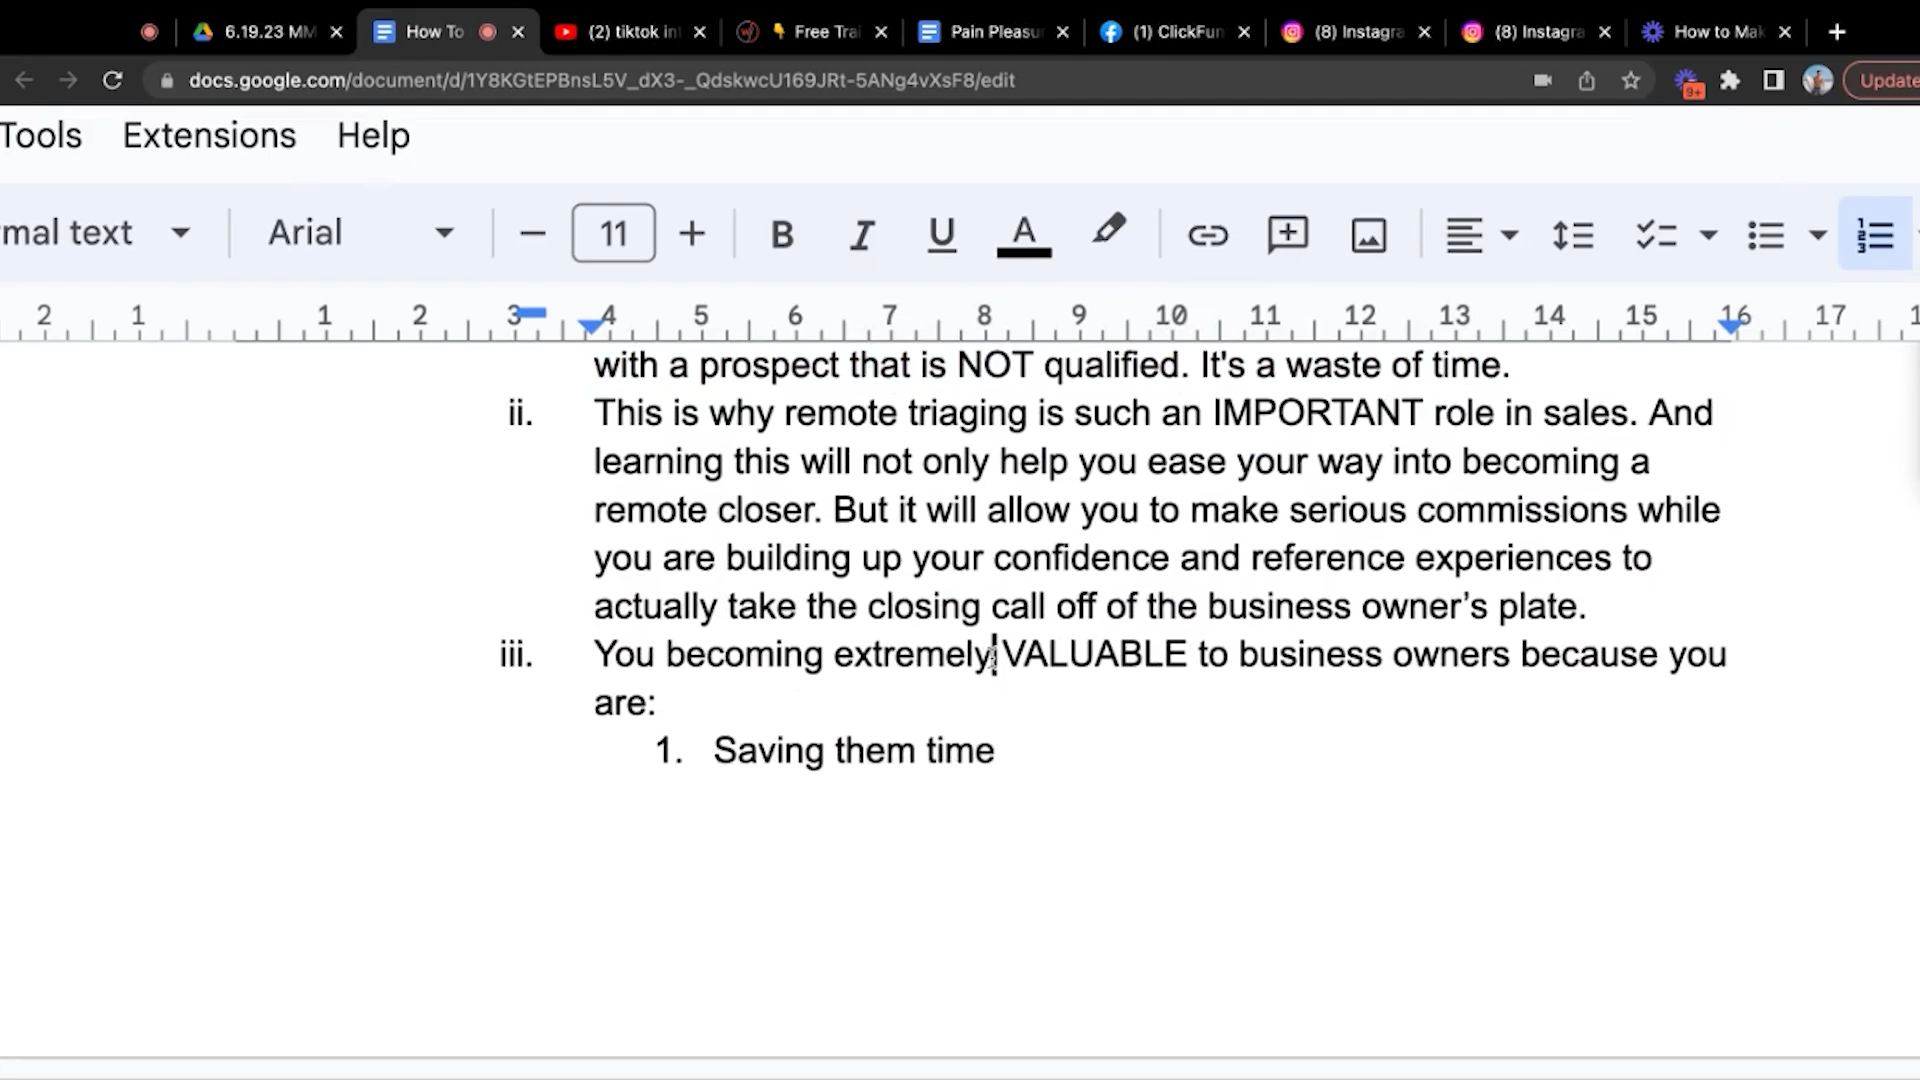 6.19.23 MM
How To
(2) tiktok in
Free Trai
Pain Pleasu
(1) ClickFun
(8) Instagra
(8) Instagra
How to Mak
docs.google.com/document/d/1Y8KGtEPBnsL5V_dX3-_QdskwcU169JRt-5ANg4vXsF8/edit
9+
Update
Tools Extensions Help
mal text Arial 11 B I U A
2 1 1 2 3 4 5 6 7 8 9 10 11 12 13 14 15 16 17
with a prospect that is NOT qualified. It's a waste of time.
ii. This is why remote triaging is such an IMPORTANT role in sales. And
learning this will not only help you ease your way into becoming a
remote closer. But it will allow you to make serious commissions while
you are building up your confidence and reference experiences to
actually take the closing call off of the business owner’s plate.
iii. You becoming extremely VALUABLE to business owners because you
are:
1. Saving them time